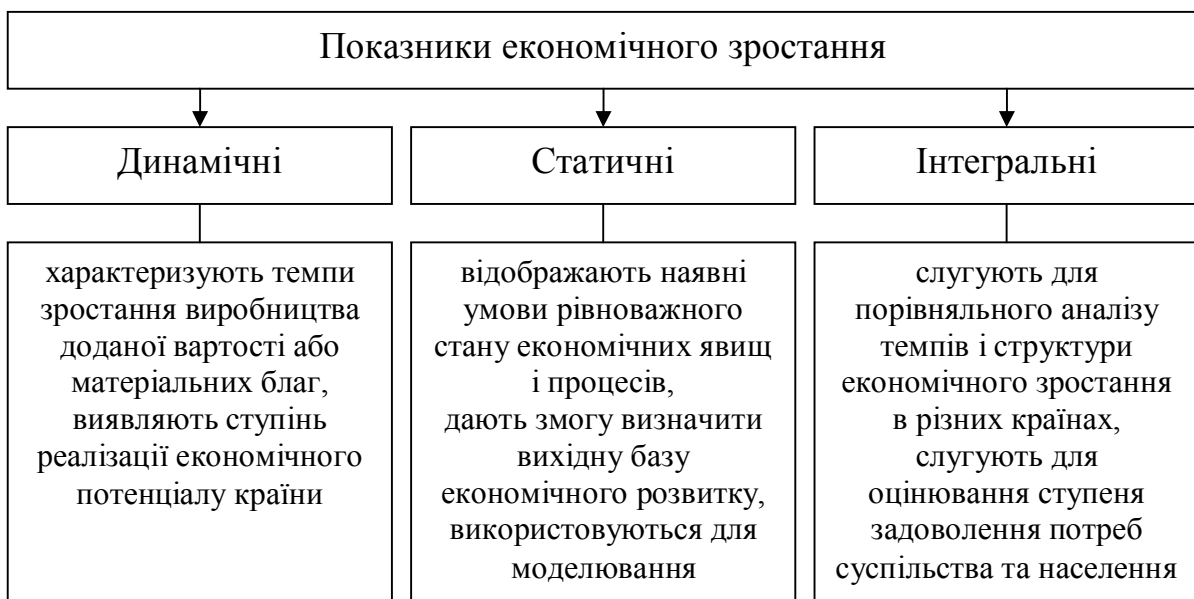 Показники економічного зростання
Динамічні
Статичні
Інтегральні
характеризують темпи
зростання виробництва
доданої вартості або
матеріальних благ,
виявляють ступінь
реалізації економічного
потенціалу країни
відображають наявні
умови рівноважного
стану економічних явищ
і процесів,
дають змогу визначити
вихідну базу
економічного розвитку,
використовуються для
моделювання
слугують для
порівняльного аналізу
темпів і структури
економічного зростання
в різних країнах,
слугують для
оцінювання ступеня
задоволення потреб
суспільства та населення